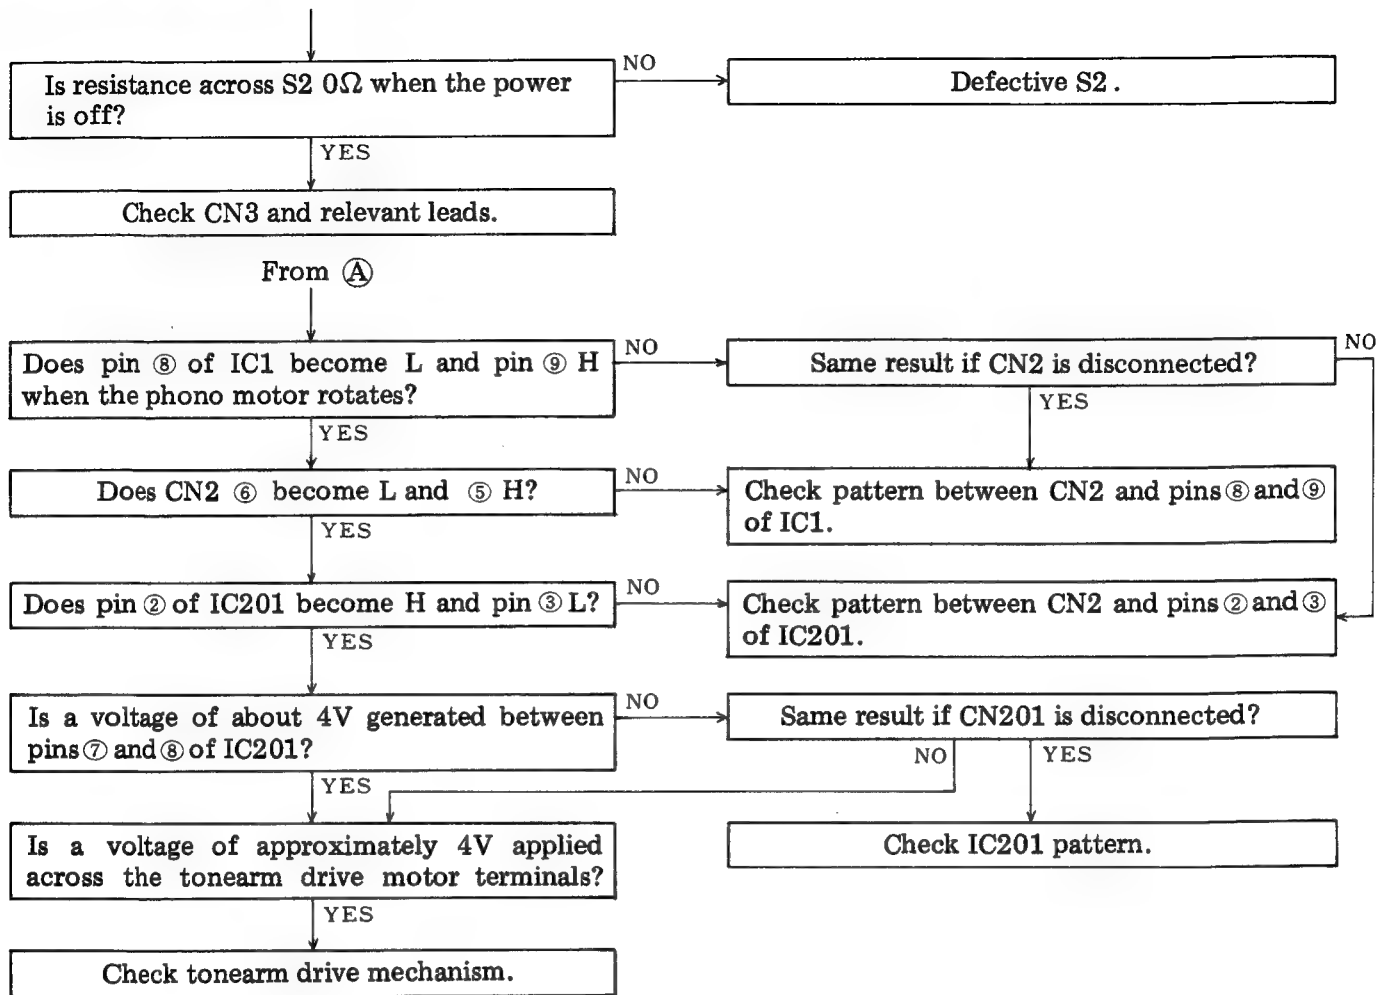 Is resistance across S2 0Ω when the power
is off?
NO
Defective S2.
YES
Check CN3 and relevant leads.
From Ⓐ
Does pin ⑧ of IC1 become L and pin ⑨ H
when the phono motor rotates?
NO
Same result if CN2 is disconnected?
NO
YES
YES
Does CN2 ⑥ become L and ⑤ H?
NO
Check pattern between CN2 and pins ⑧ and ⑨
of IC1.
YES
Does pin ② of IC201 become H and pin ③ L?
NO
Check pattern between CN2 and pins ② and ③
of IC201.
YES
Is a voltage of about 4V generated between
pins ⑦ and ⑧ of IC201?
NO
Same result if CN201 is disconnected?
NO
YES
YES
Is a voltage of approximately 4V applied
across the tonearm drive motor terminals?
Check IC201 pattern.
YES
Check tonearm drive mechanism.